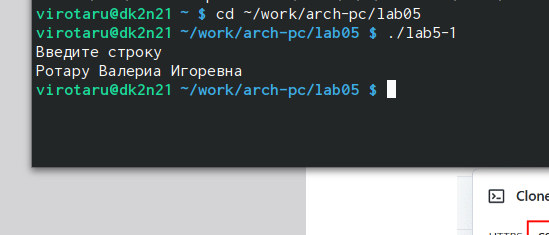 virotaru@dk2n21 ~ $ cd ~/work/arch-pc/lab05
virotaru@dk2n21 ~/work/arch-pc/lab05 $ ./lab5-1
Введите строку
Ротару Валериа Игоревна
virotaru@dk2n21 ~/work/arch-pc/lab05 $
Clone